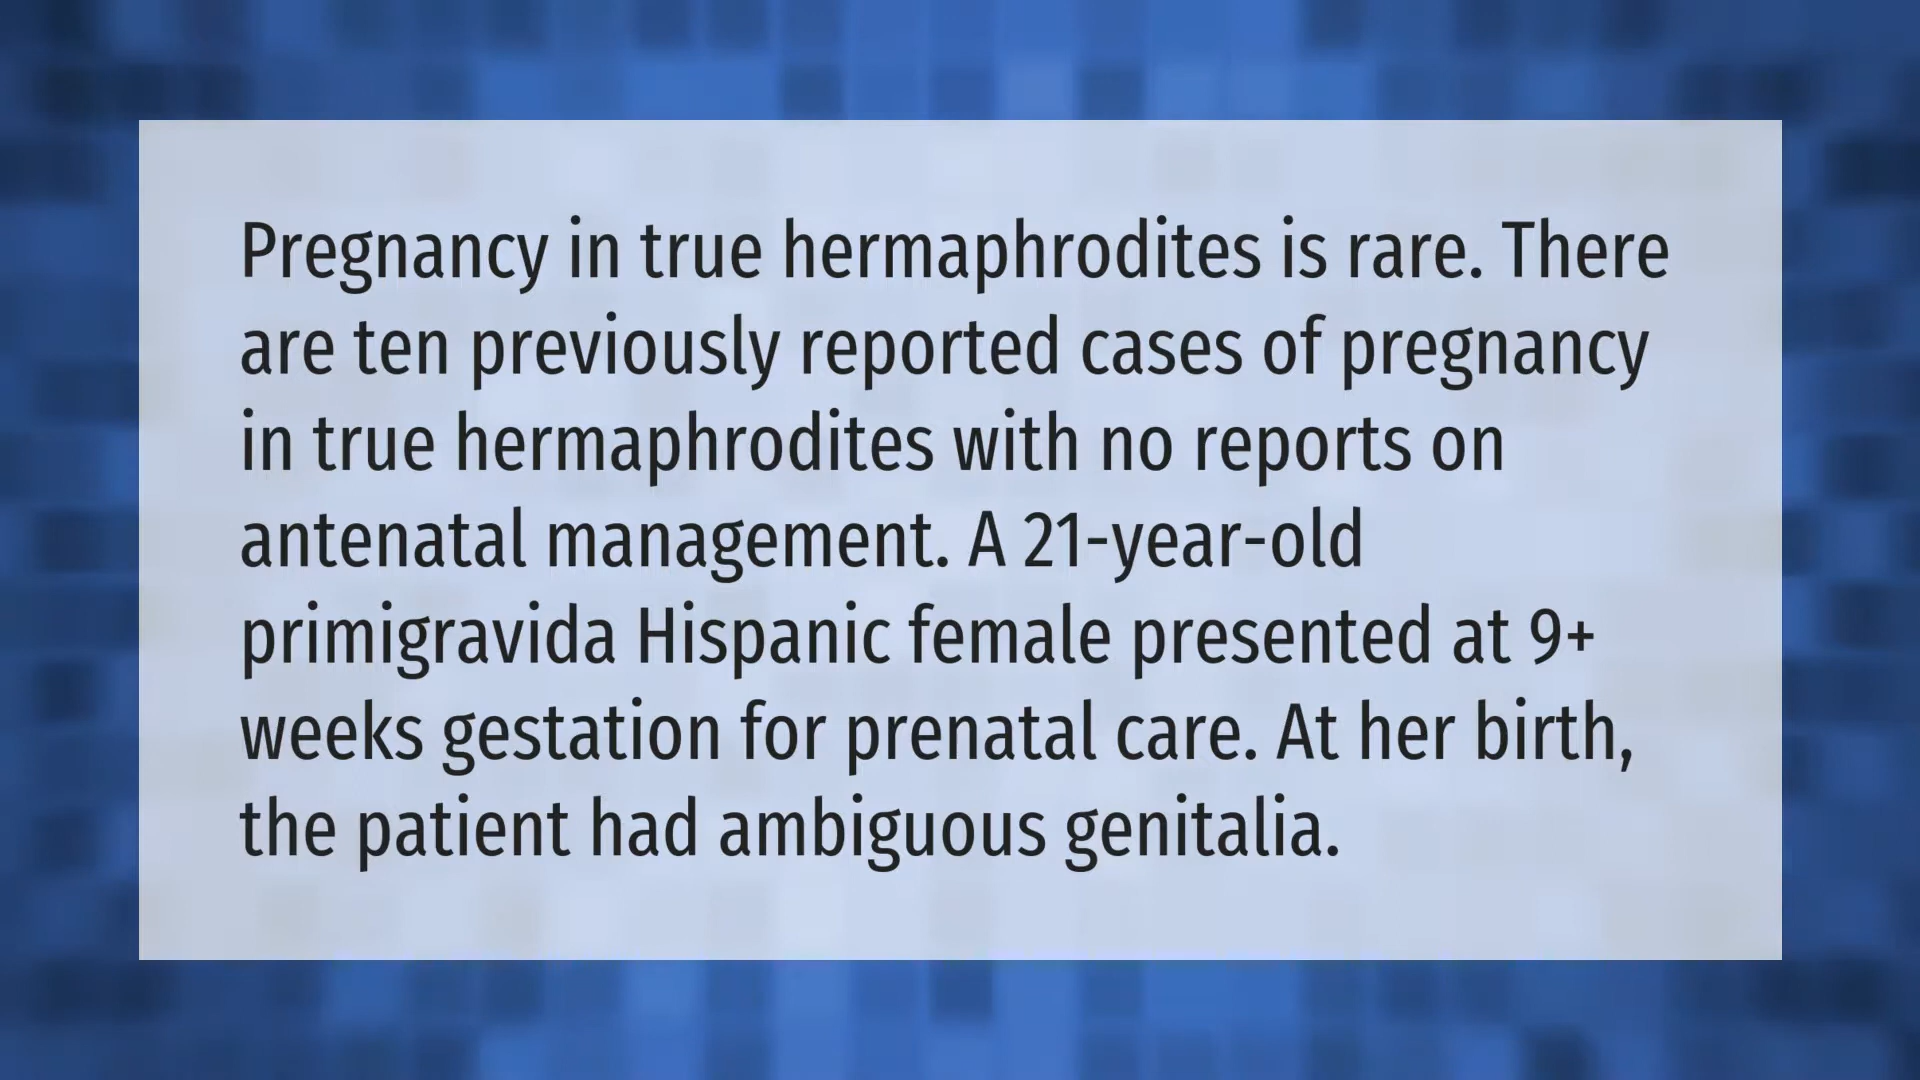 Pregnancy in true hermaphrodites is rare. There
are ten previously reported cases of pregnancy
in true hermaphrodites with no reports on
antenatal management. A 21-year-old
primigravida Hispanic female presented at 9+
weeks gestation for prenatal care. At her birth,
the patient had ambiguous genitalia.